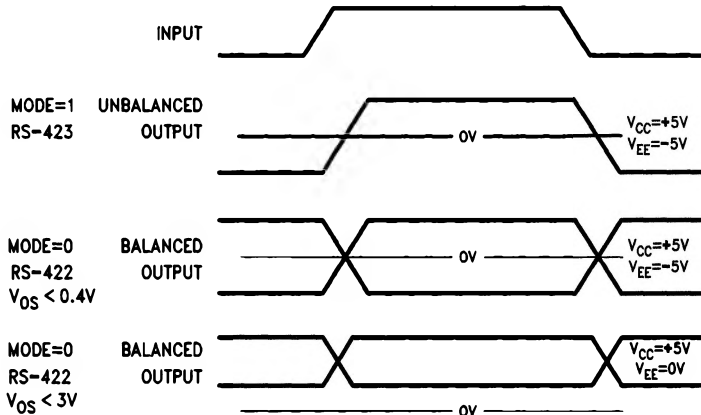 INPUT
MODE=1 UNBALANCED
RS-423 OUTPUT
0V
VCC=+5V
VEE=-5V
MODE=0 BALANCED
RS-422 OUTPUT
VOS < 0.4V
0V
VCC=+5V
VEE=-5V
MODE=0 BALANCED
RS-422 OUTPUT
VOS < 3V
VCC=+5V
VEE=0V
0V